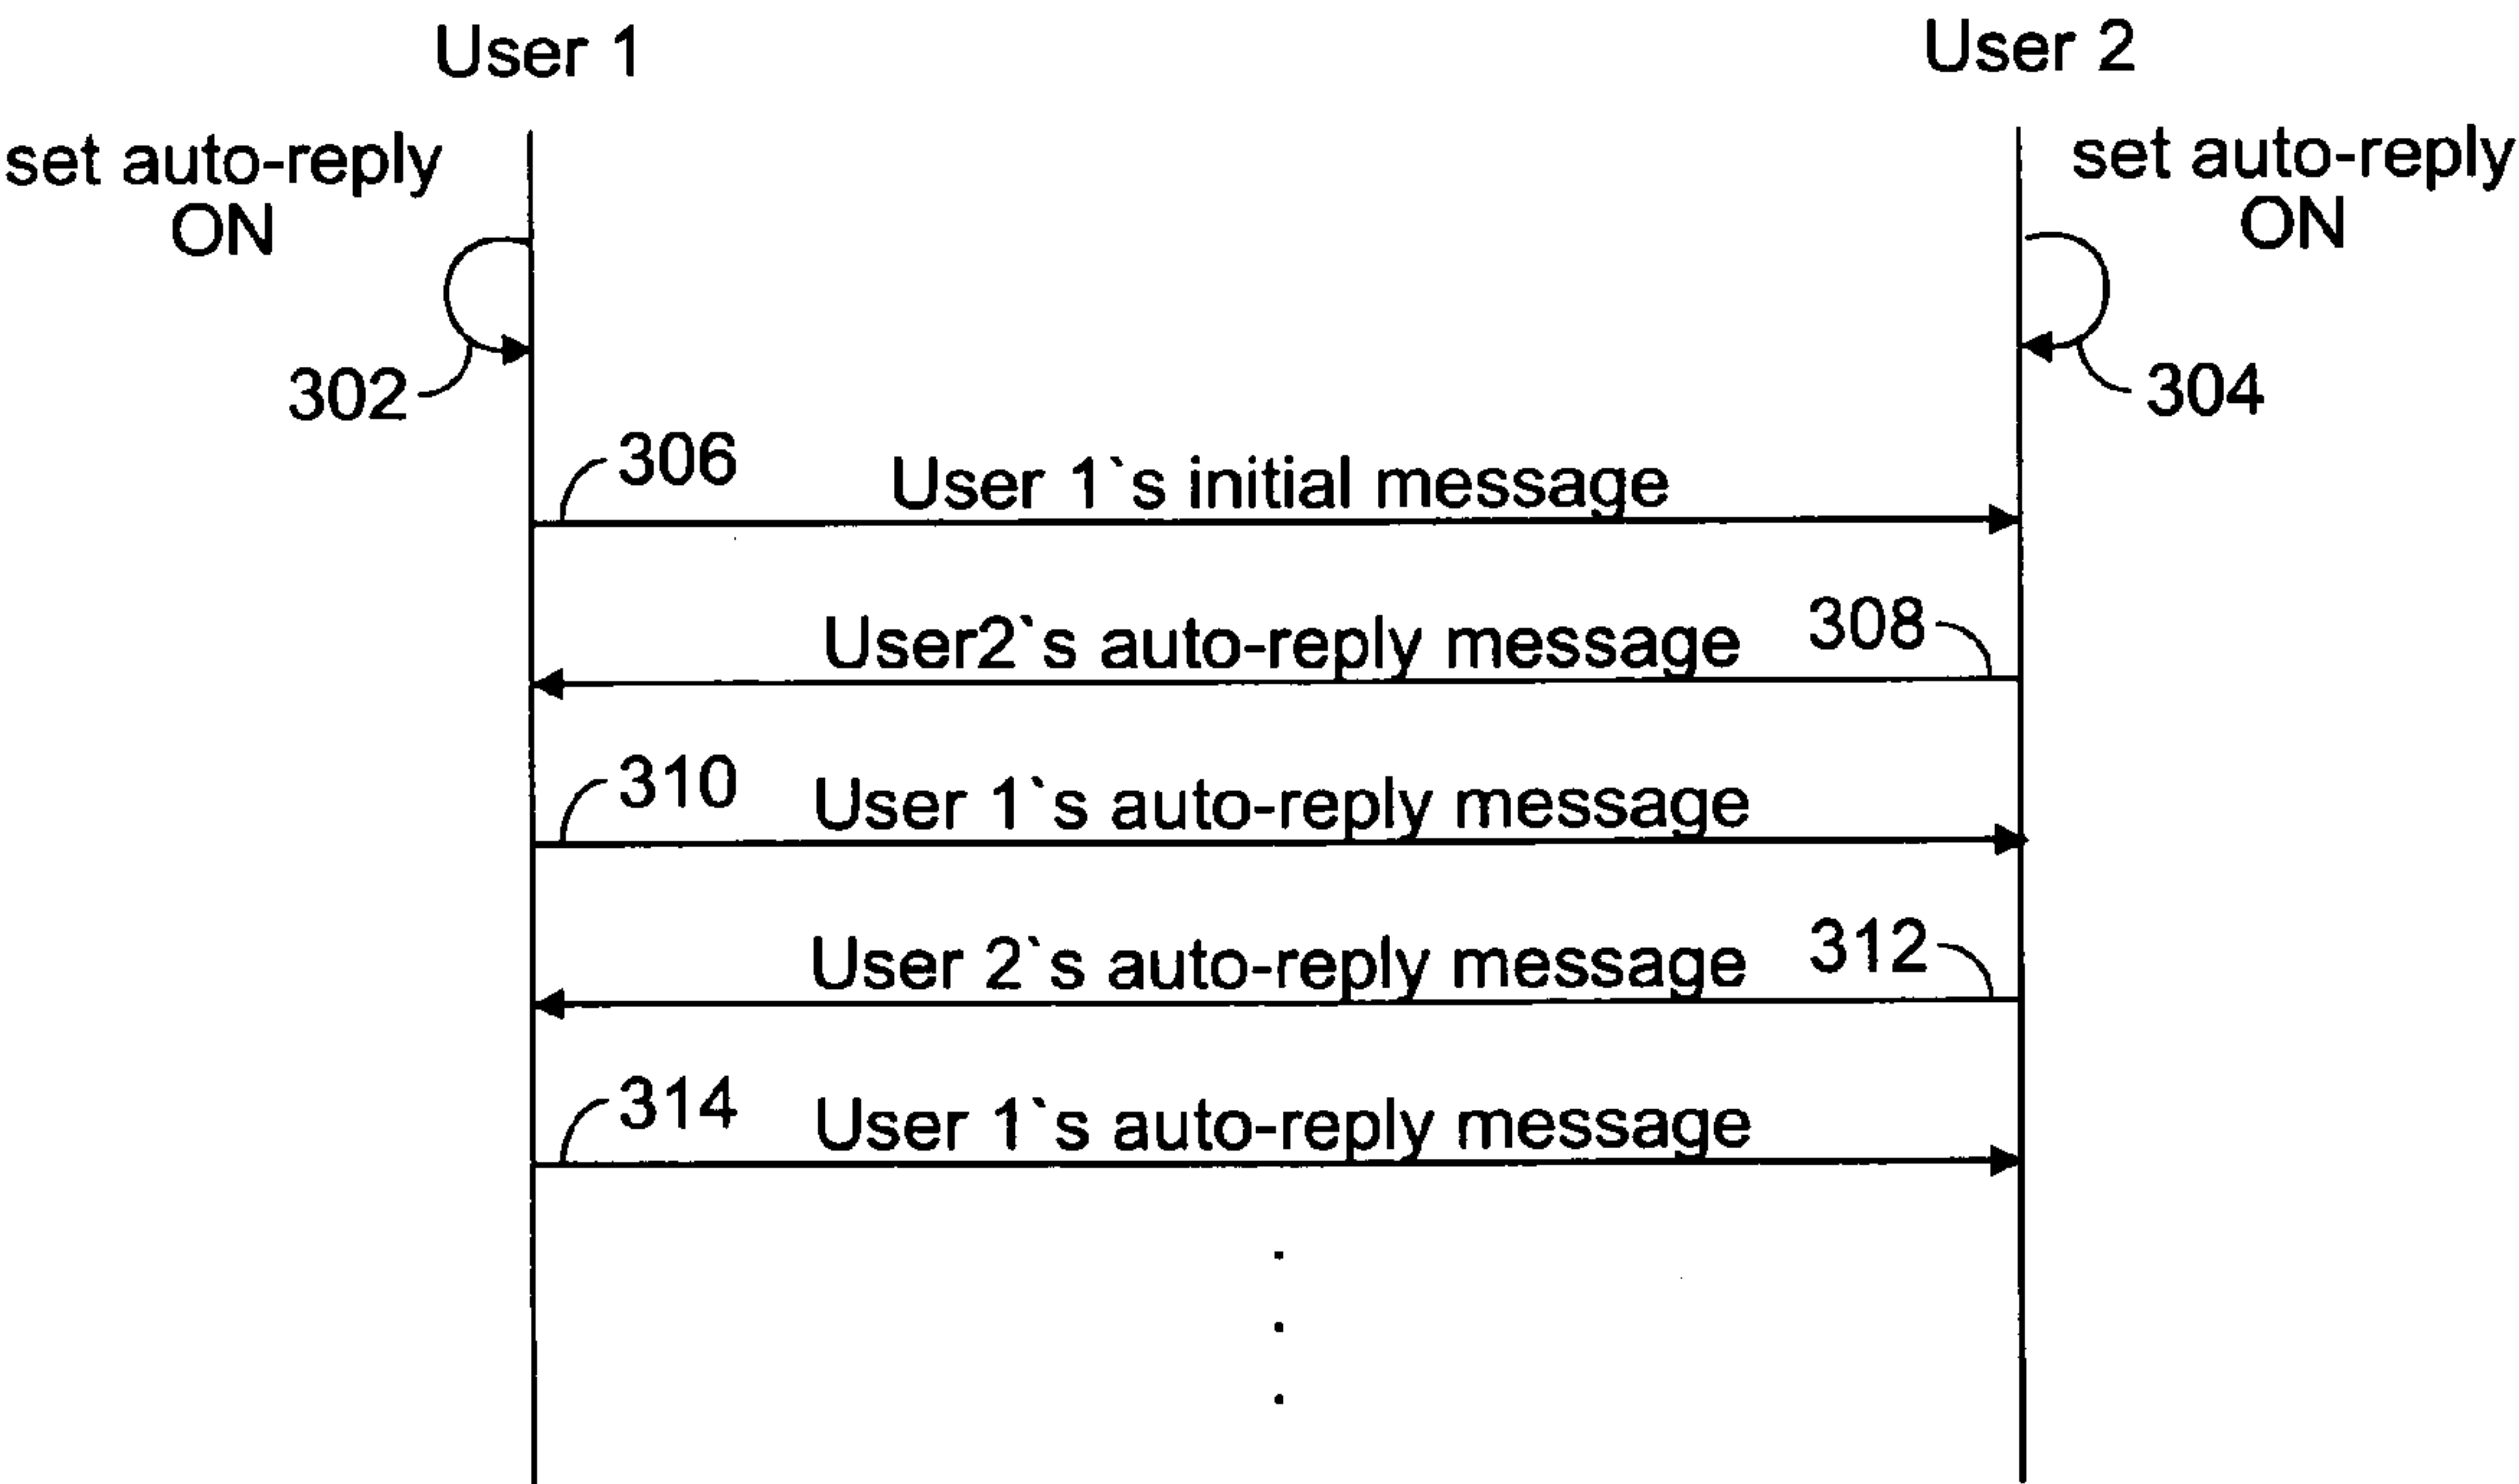 User 1
User 2
set auto-reply
ON
set auto-reply
ON
302
304
306
User 1`s initial message
User2`s auto-reply message
308
310
User 1`s auto-reply message
User 2`s auto-reply message
312
314
User 1`s auto-reply message